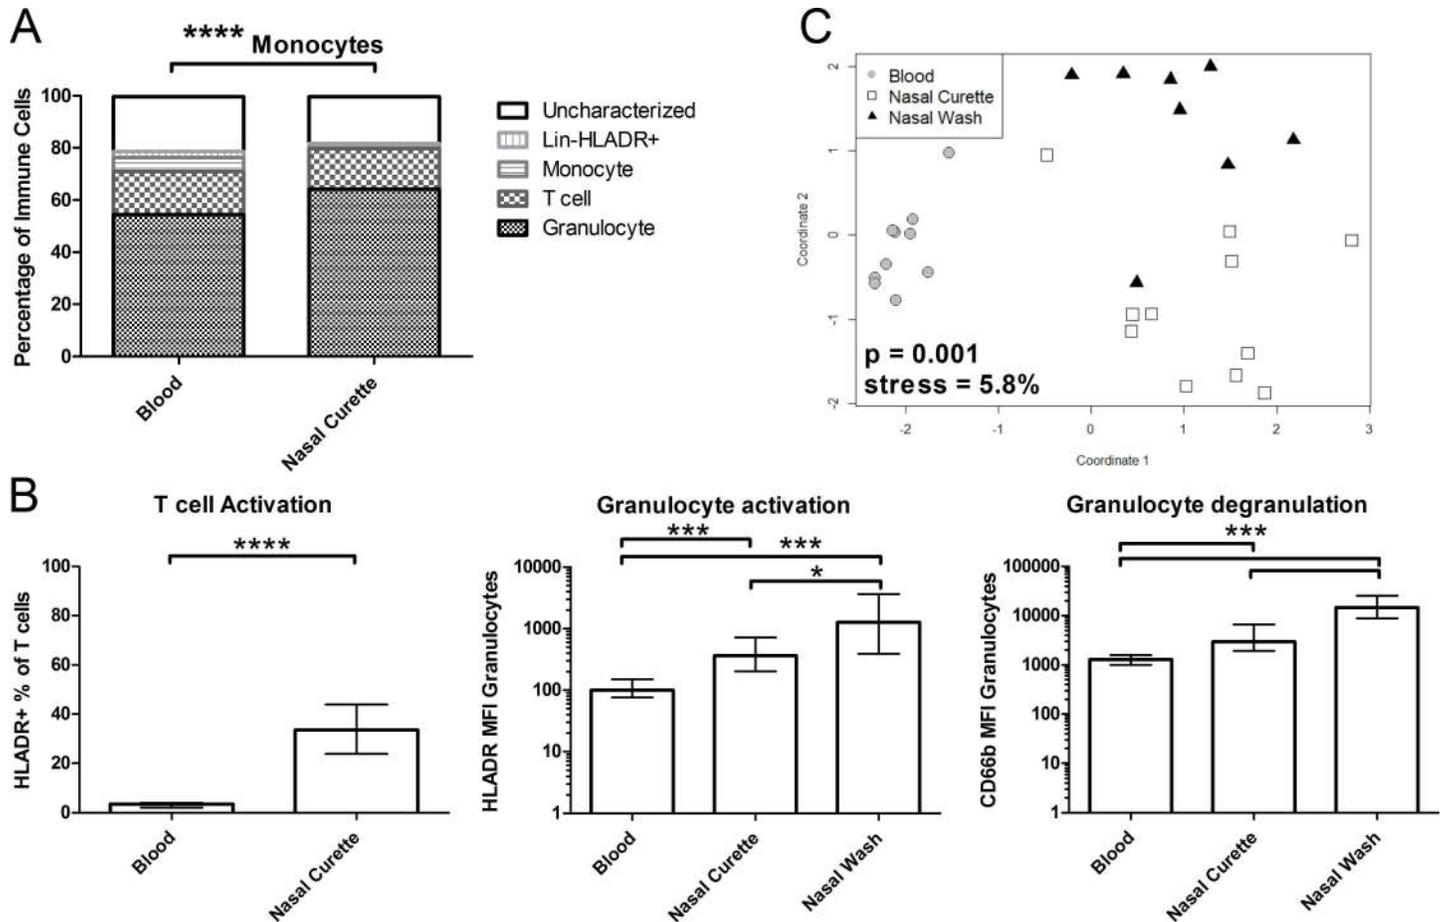 A
**** Monocytes
Percentage of Immune Cells
100
80
60
40
20
0
Blood
Nasal Curette
Uncharacterized
Lin-HLADR+
Monocyte
T cell
Granulocyte
C
Blood
Nasal Curette
Nasal Wash
Coordinate 2
2
1
0
-1
-2
p = 0.001
stress = 5.8%
-2 -1 0 1 2 3
Coordinate 1
B
T cell Activation
****
HLADR+ % of T cells
100
80
60
40
20
0
Blood
Nasal Curette
Granulocyte activation
***
***
*
HLADR MFI Granulocytes
10000
1000
100
10
1
Blood
Nasal Curette
Nasal Wash
Granulocyte degranulation
***
CD66b MFI Granulocytes
100000
10000
1000
100
10
1
Blood
Nasal Curette
Nasal Wash